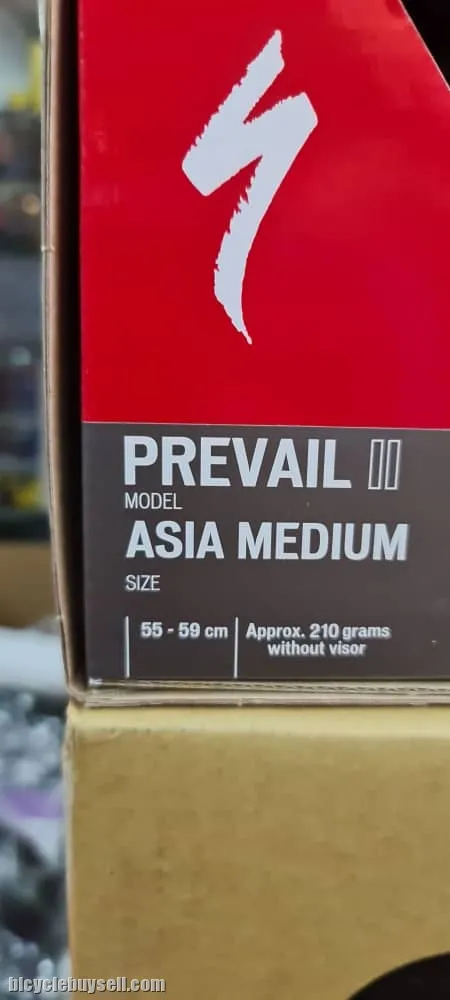 PREVAIL II
MODEL
ASIA MEDIUM
SIZE
55 - 59 cm
Approx. 210 grams
without visor
bicyclebuysell.com